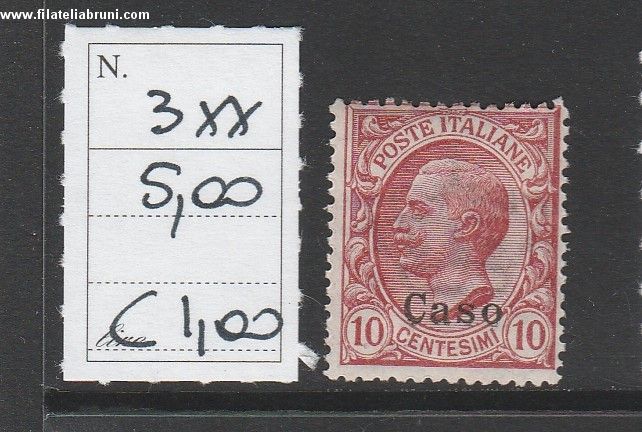 www.filateliabruni.com
N.
3 xx
5,00
€ 1,00
POSTE ITALIANE
Caso
10 CENTESIMI 10